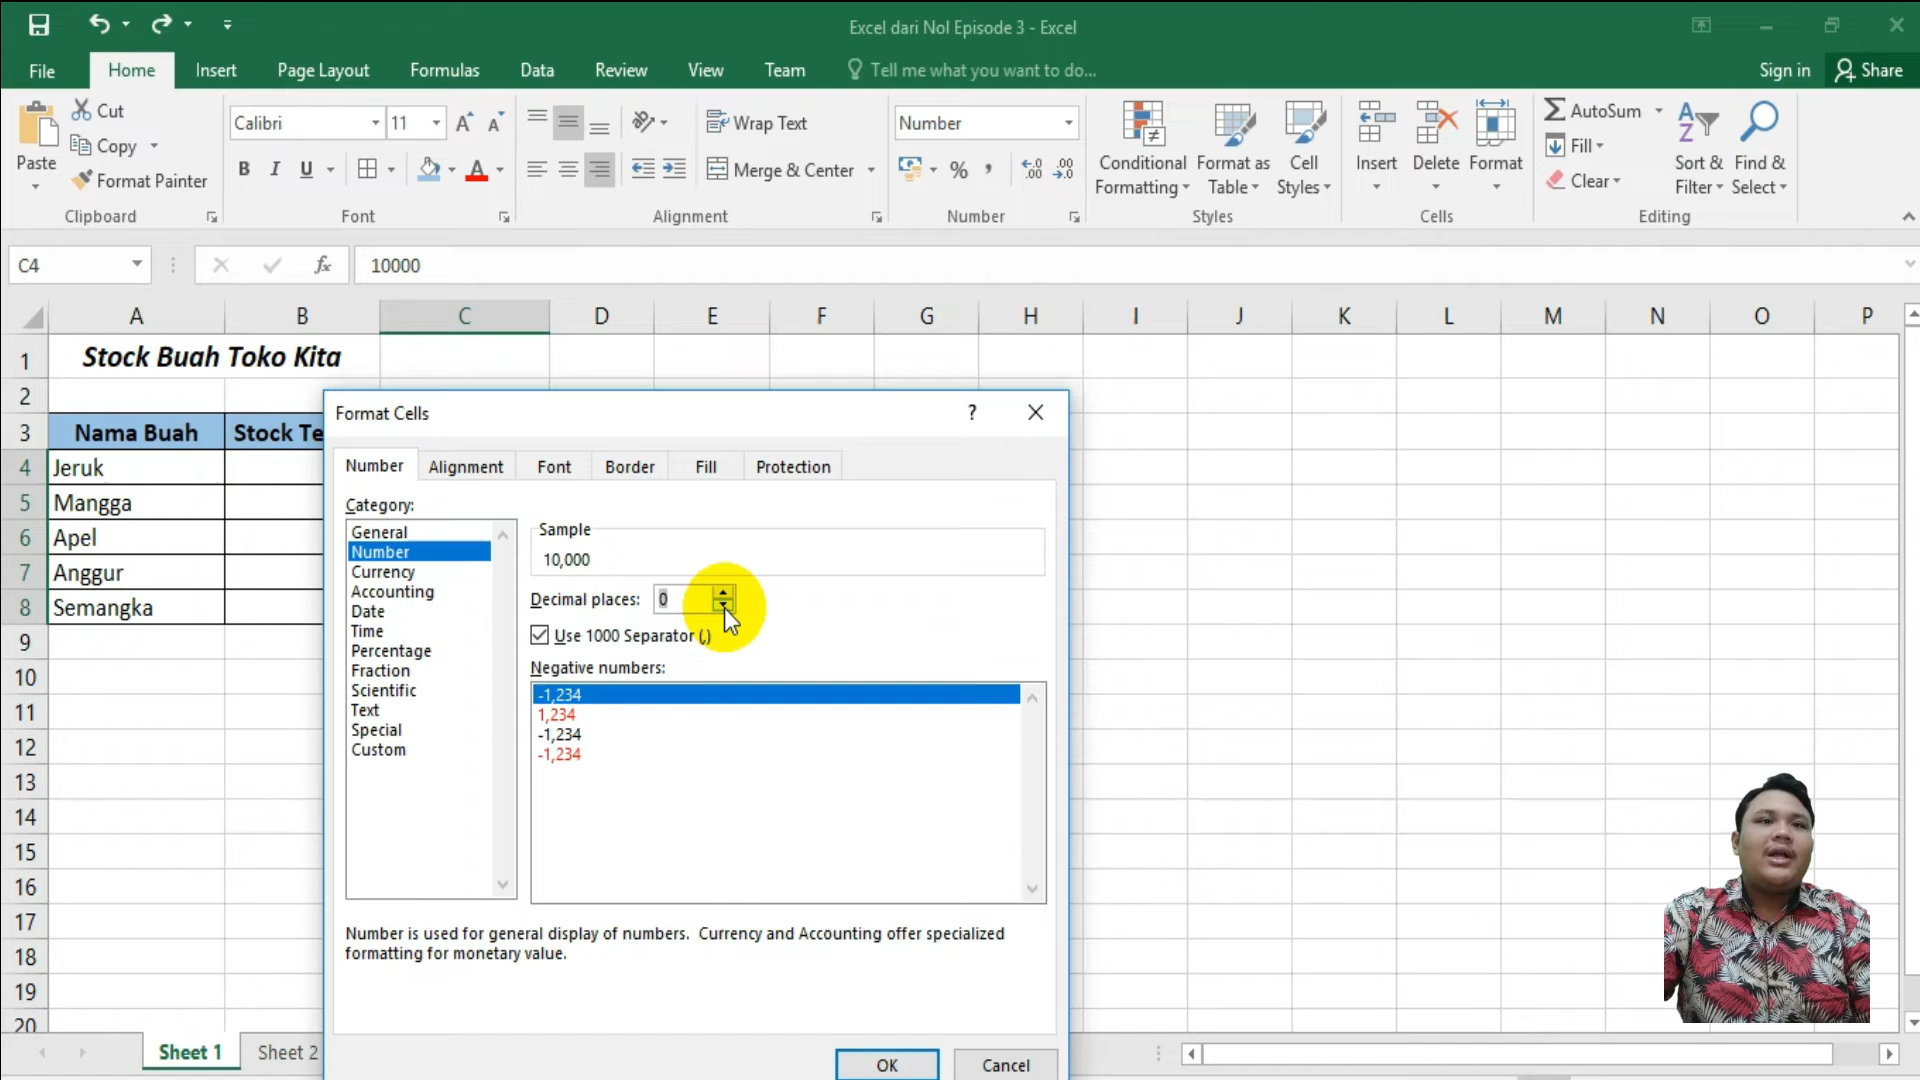 Excel dari Nol Episode 3 - Excel
File Home Insert Page Layout Formulas Data Review View Team Tell me what you want to do... Sign in Share
Paste
Cut
Copy
Format Painter
Clipboard
Calibri 11
B I U
Font
Wrap Text
Merge & Center
Alignment
Number
%
Number
Conditional Formatting
Format as Table
Cell Styles
Styles
Insert Delete Format
Cells
AutoSum
Fill
Clear
Sort & Filter
Find & Select
Editing
C4 fx 10000
A B C D E F G H I J K L M N O P
1 Stock Buah Toko Kita
2
3 Nama Buah Stock Te
4 Jeruk
5 Mangga
6 Apel
7 Anggur
8 Semangka
9
10
11
12
13
14
15
16
17
18
19
20
Format Cells ?
Number Alignment Font Border Fill Protection
Category:
General
Number
Currency
Accounting
Date
Time
Percentage
Fraction
Scientific
Text
Special
Custom
Sample
10,000
Decimal places: 0
Use 1000 Separator (,)
Negative numbers:
-1,234
1,234
-1,234
-1,234
Number is used for general display of numbers. Currency and Accounting offer specialized
formatting for monetary value.
OK Cancel
Sheet 1 Sheet 2